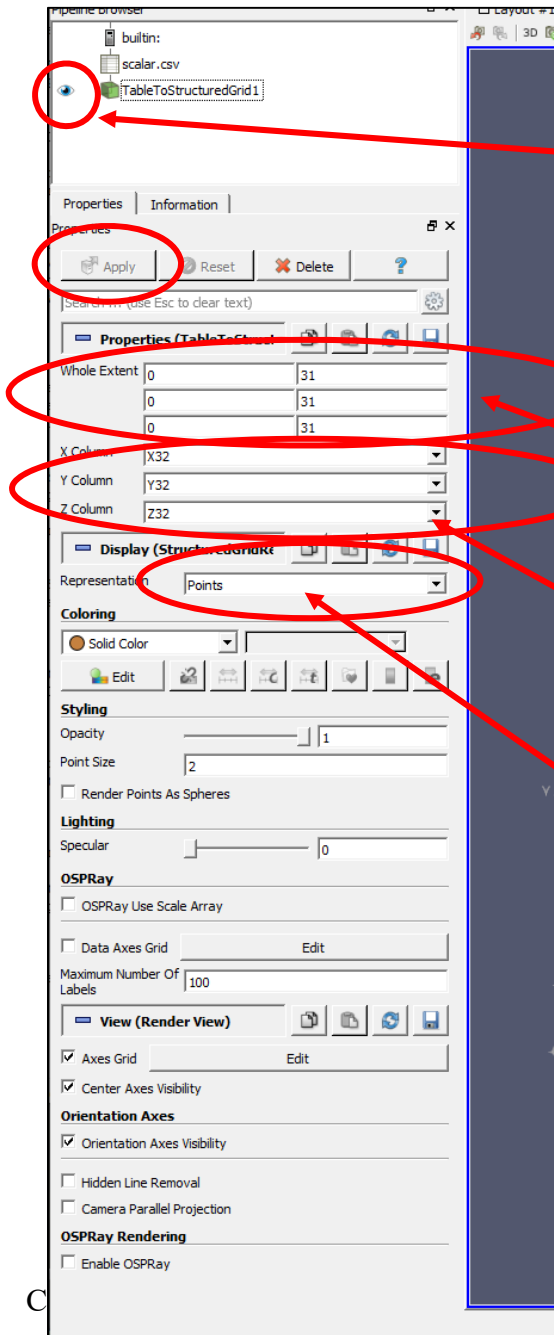 Pipeline Browser
Layout #1
3D
builtin:
scalar.csv
TableToStructuredGrid1
Properties Information
Properties
Apply Reset Delete ?
Search ... (use Esc to clear text)
Properties (TableToStruct
Whole Extent 0 31
0 31
0 31
X Column X32
Y Column Y32
Z Column Z32
Display (StructuredGridRe
Representation Points
Coloring
Solid Color
Edit
Styling
Opacity 1
Point Size 2
Render Points As Spheres
Lighting
Specular 0
OSPRay
OSPRay Use Scale Array
Data Axes Grid Edit
Maximum Number Of
Labels 100
View (Render View)
Axes Grid Edit
Center Axes Visibility
Orientation Axes
Orientation Axes Visibility
Hidden Line Removal
Camera Parallel Projection
OSPRay Rendering
Enable OSPRay
C